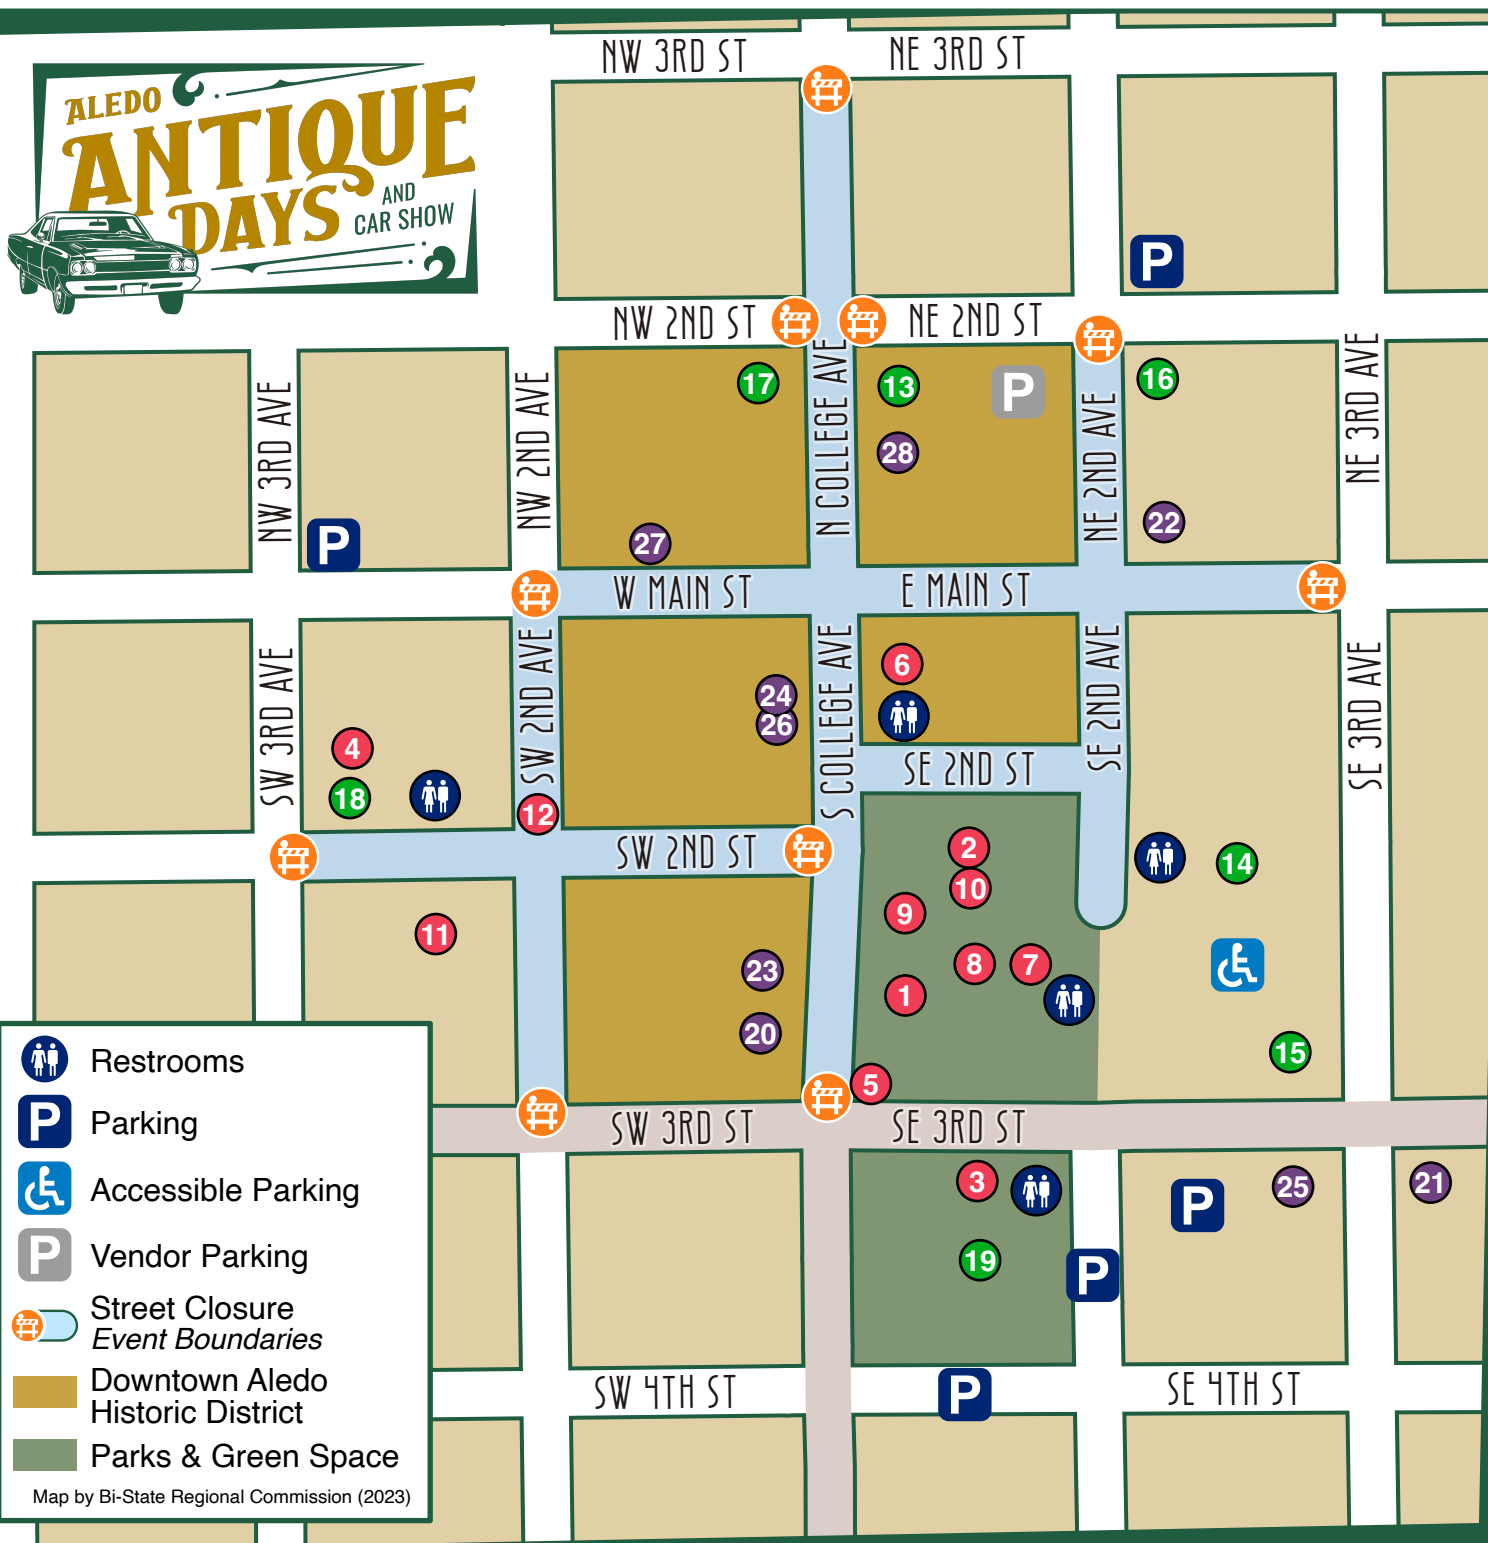 NW 3RD ST
NE 3RD ST
ALEDO
ANTIQUE
DAYS
AND
CAR SHOW
P
NW 2ND ST
NE 2ND ST
17
13
P
16
28
22
27
NW 3RD AVE
NW 2ND AVE
N COLLEGE AVE
NE 2ND AVE
NE 3RD AVE
P
W MAIN ST
E MAIN ST
SW 3RD AVE
SW 2ND AVE
S COLLEGE AVE
SE 2ND AVE
SE 3RD AVE
6
24
26
4
18
12
SE 2ND ST
SW 2ND ST
2
10
9
14
11
8
7
23
1
20
15
5
SW 3RD ST
SE 3RD ST
3
P
25
21
19
P
SW 4TH ST
P
SE 4TH ST
Restrooms
P Parking
Accessible Parking
P Vendor Parking
Street Closure
Event Boundaries
Downtown Aledo
Historic District
Parks & Green Space
Map by Bi-State Regional Commission (2023)